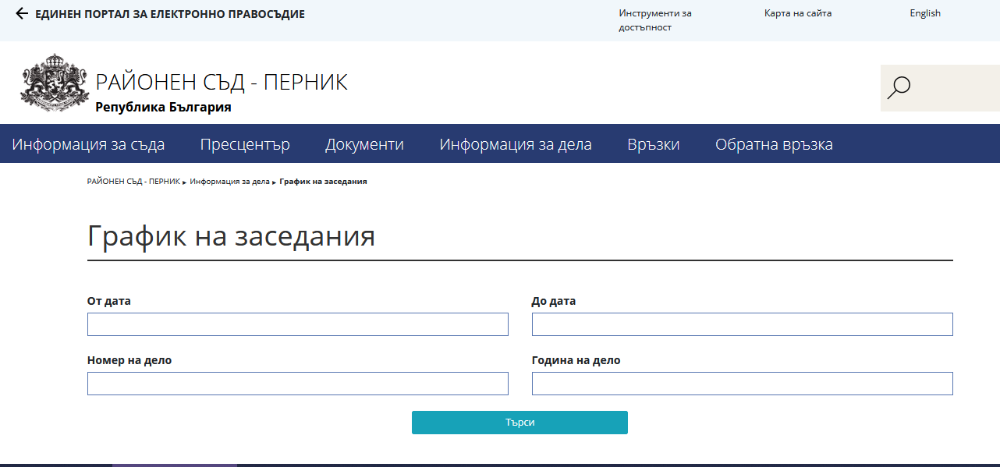 ЕДИНЕН ПОРТАЛ ЗА ЕЛЕКТРОННО ПРАВОСЪДИЕ
Инструменти за
достъпност
Карта на сайта
English
РАЙОНЕН СЪД - ПЕРНИК
Република България
Информация за съда
Пресцентър
Документи
Информация за дела
Връзки
Обратна връзка
РАЙОНЕН СЪД - ПЕРНИК ▸ Информация за дела ▸ График на заседания
График на заседания
От дата
До дата
Номер на дело
Година на дело
Търси